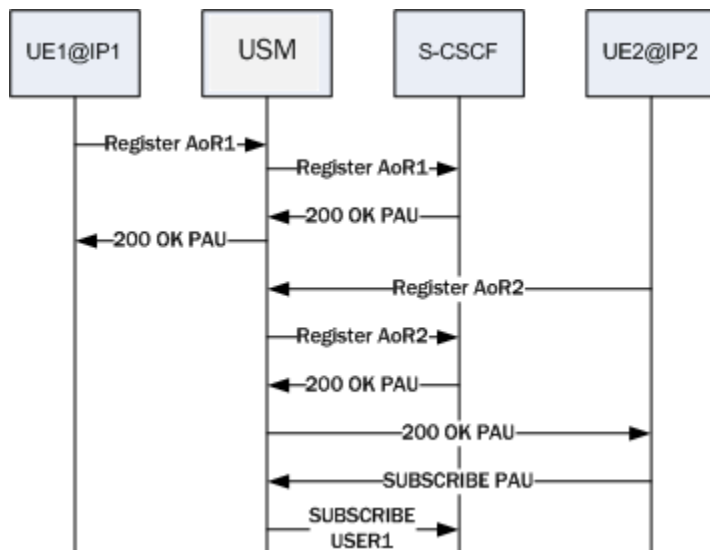 UE1@IP1
USM
S-CSCF
UE2@IP2
Register AoR1
Register AoR1
200 OK PAU
200 OK PAU
Register AoR2
Register AoR2
200 OK PAU
200 OK PAU
SUBSCRIBE PAU
SUBSCRIBE
USER1